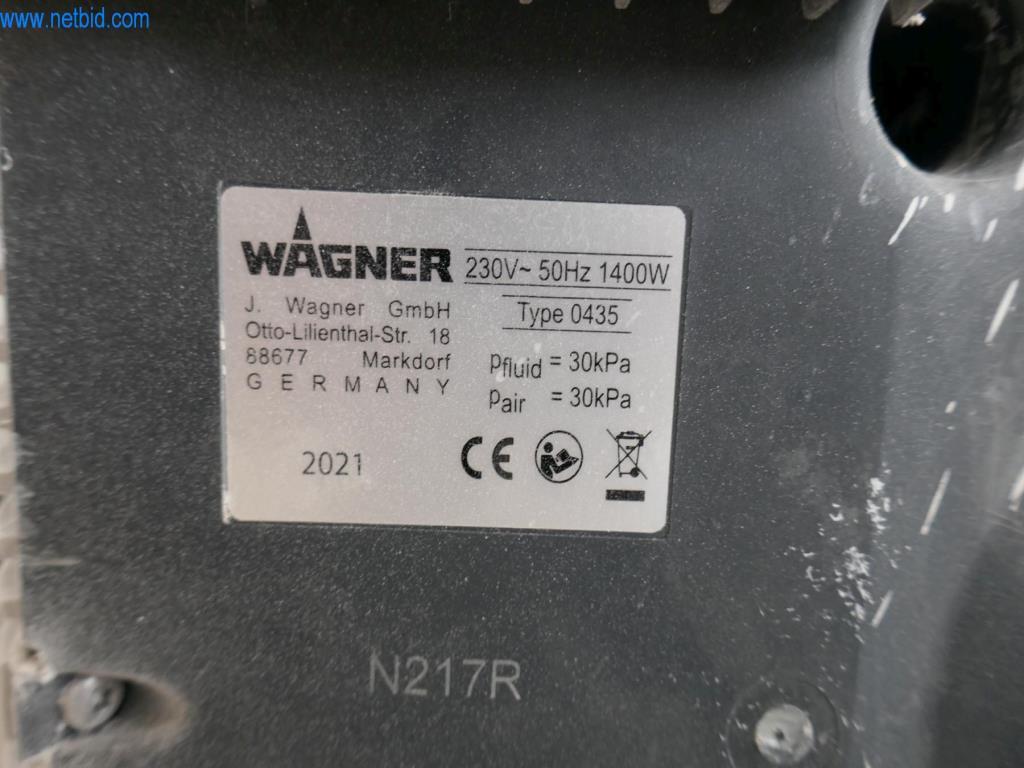 www.netbid.com
WAGNER
230V~ 50Hz 1400W
J. Wagner GmbH
Otto-Lilienthal-Str. 18
88677 Markdorf
GERMANY
Type 0435
pfluid = 30kPa
pair = 30kPa
2021
CE
N217R